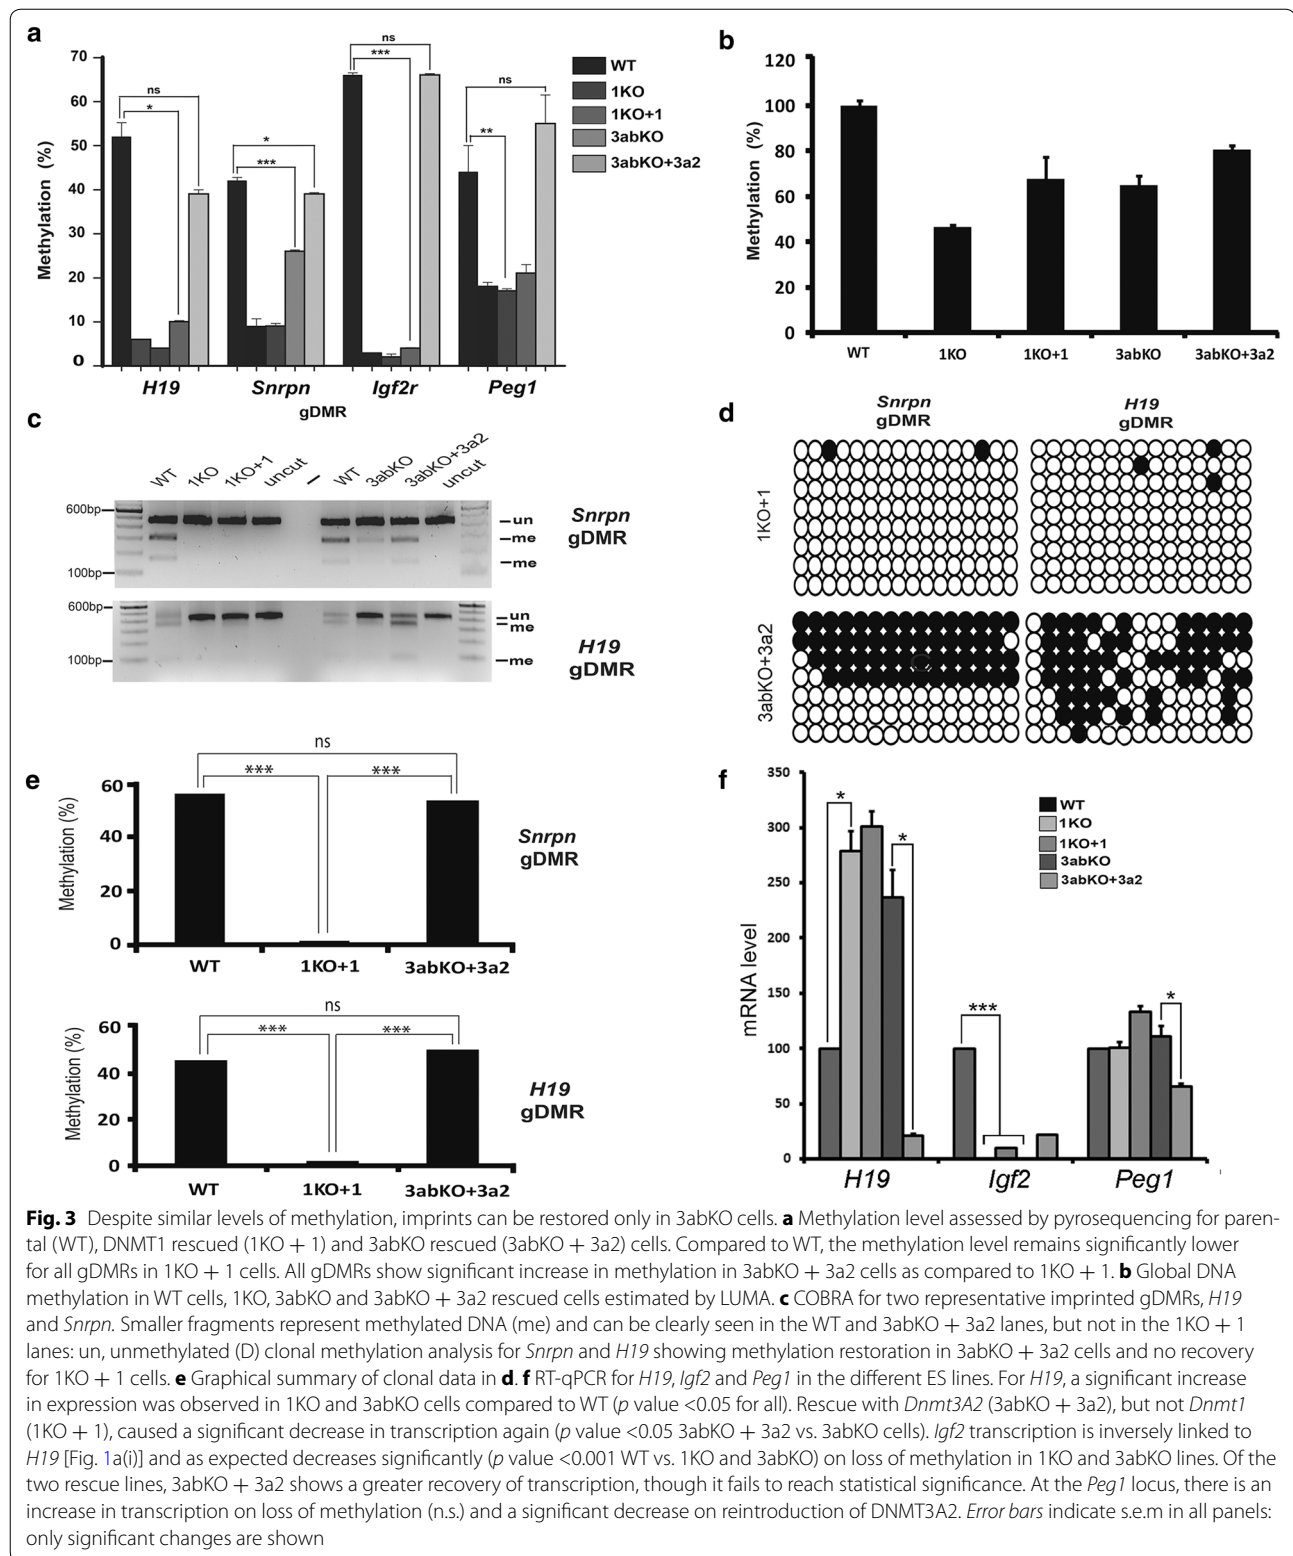 a
70
60
50
40
30
20
10
0
Methylation (%)
ns
*
*
***
ns
***
ns
**
WT
1KO
1KO+1
3abKO
3abKO+3a2
H19 Snrpn Igf2r Peg1
gDMR
b
120
100
80
60
40
20
0
Methylation (%)
WT 1KO 1KO+1 3abKO 3abKO+3a2
c
WT 1KO 1KO+1 uncut – WT 3abKO 3abKO+3a2 uncut
600bp
100bp
un
me
me
Snrpn
gDMR
600bp
100bp
un
me
me
H19
gDMR
d
Snrpn
gDMR
H19
gDMR
1KO+1
3abKO+3a2
e
ns
***
***
60
40
20
0
Methylation (%)
WT 1KO+1 3abKO+3a2
Snrpn
gDMR
ns
***
***
60
40
20
0
Methylation (%)
WT 1KO+1 3abKO+3a2
H19
gDMR
f
350
300
250
200
150
100
50
0
mRNA level
*
*
***
*
WT
1KO
1KO+1
3abKO
3abKO+3a2
H19 Igf2 Peg1
Fig. 3 Despite similar levels of methylation, imprints can be restored only in 3abKO cells. a Methylation level assessed by pyrosequencing for paren-
tal (WT), DNMT1 rescued (1KO + 1) and 3abKO rescued (3abKO + 3a2) cells. Compared to WT, the methylation level remains significantly lower
for all gDMRs in 1KO + 1 cells. All gDMRs show significant increase in methylation in 3abKO + 3a2 cells as compared to 1KO + 1. b Global DNA
methylation in WT cells, 1KO, 3abKO and 3abKO + 3a2 rescued cells estimated by LUMA. c COBRA for two representative imprinted gDMRs, H19
and Snrpn. Smaller fragments represent methylated DNA (me) and can be clearly seen in the WT and 3abKO + 3a2 lanes, but not in the 1KO + 1
lanes: un, unmethylated (D) clonal methylation analysis for Snrpn and H19 showing methylation restoration in 3abKO + 3a2 cells and no recovery
for 1KO + 1 cells. e Graphical summary of clonal data in d. f RT-qPCR for H19, Igf2 and Peg1 in the different ES lines. For H19, a significant increase
in expression was observed in 1KO and 3abKO cells compared to WT (p value <0.05 for all). Rescue with Dnmt3A2 (3abKO + 3a2), but not Dnmt1
(1KO + 1), caused a significant decrease in transcription again (p value <0.05 3abKO + 3a2 vs. 3abKO cells). Igf2 transcription is inversely linked to
H19 [Fig. 1a(i)] and as expected decreases significantly (p value <0.001 WT vs. 1KO and 3abKO) on loss of methylation in 1KO and 3abKO lines. Of the
two rescue lines, 3abKO + 3a2 shows a greater recovery of transcription, though it fails to reach statistical significance. At the Peg1 locus, there is an
increase in transcription on loss of methylation (n.s.) and a significant decrease on reintroduction of DNMT3A2. Error bars indicate s.e.m in all panels:
only significant changes are shown